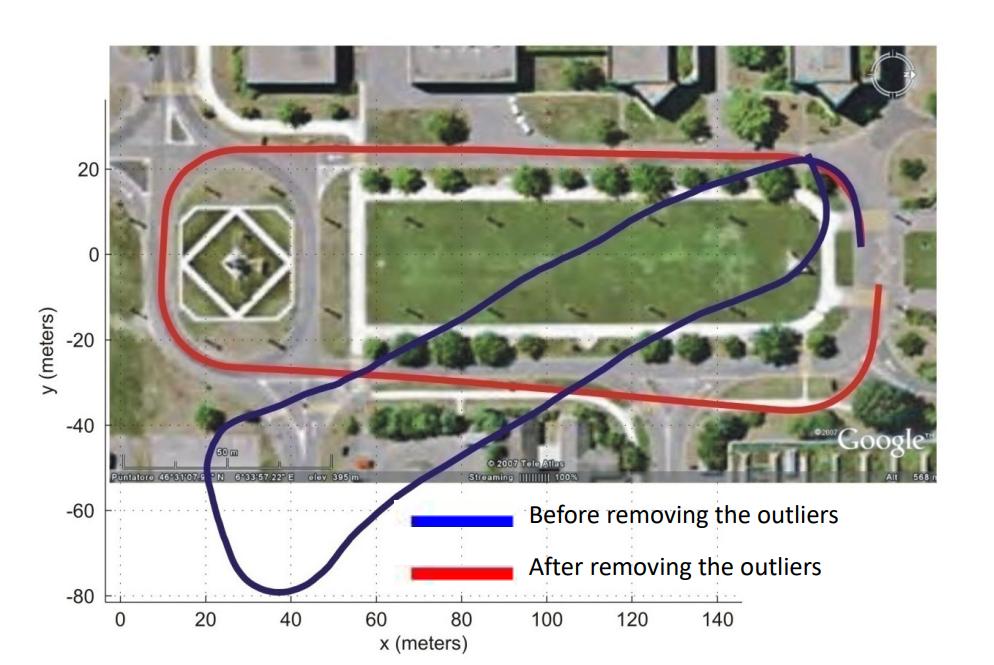 20
0
-20
-40
-60
-80
y (meters)
N
50 m
©2007 Google™
© 2007 Tele Atlas
Puntatore 46°31'07.9" N 6°33'57.22" E elev 395 m Streaming 100% Alt 568 m
Before removing the outliers
After removing the outliers
0 20 40 60 80 100 120 140
x (meters)